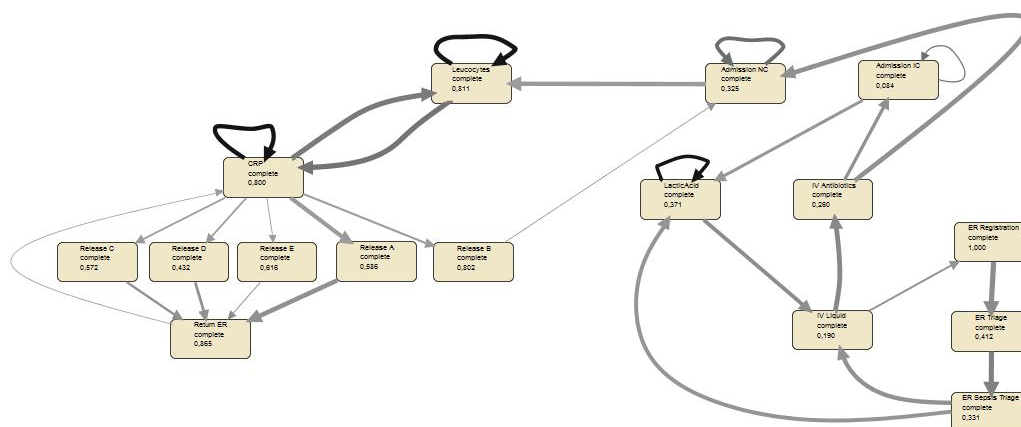 Leucocytes
complete
0,811
Admission NC
complete
0,325
Admission IC
complete
0,084
CRP
complete
0,800
LacticAcid
complete
0,371
IV Antibiotics
complete
0,260
Release C
complete
0,572
Release D
complete
0,432
Release E
complete
0,616
Release A
complete
0,586
Release B
complete
0,802
ER Registration
complete
1,000
Return ER
complete
0,865
IV Liquid
complete
0,190
ER Triage
complete
0,412
ER Sepsis Triage
complete
0,331